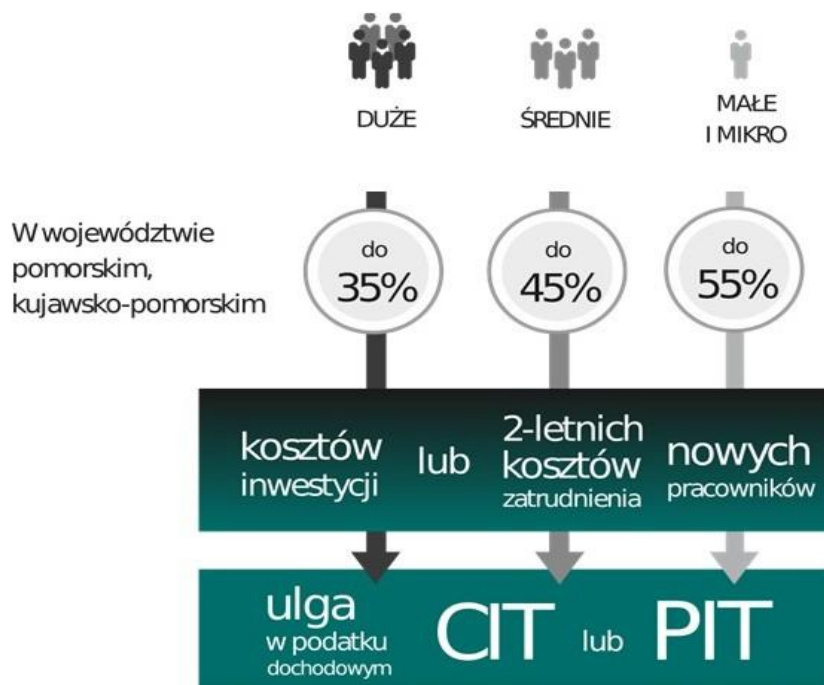 DUŻE
ŚREDNIE
MAŁE
I MIKRO
W województwie
pomorskim,
kujawsko-pomorskim
do
35%
do
45%
do
55%
kosztów
inwestycji
lub
2-letnich
kosztów
zatrudnienia
nowych
pracowników
ulga
w podatku
dochodowym
CIT
lub
PIT